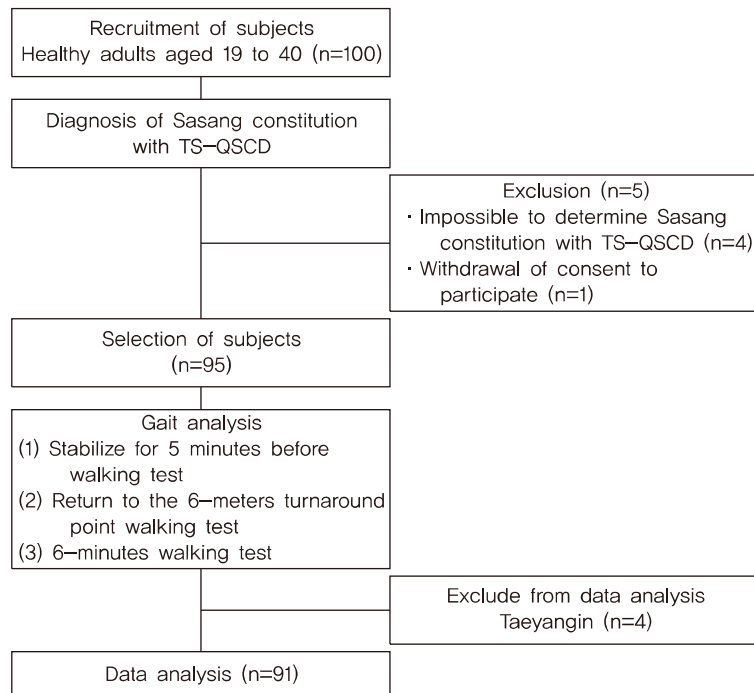 Recruitment of subjects
Healthy adults aged 19 to 40 (n=100)
Diagnosis of Sasang constitution
with TS−QSCD
Exclusion (n=5)
· Impossible to determine Sasang
constitution with TS−QSCD (n=4)
· Withdrawal of consent to
participate (n=1)
Selection of subjects
(n=95)
Gait analysis
(1) Stabilize for 5 minutes before
walking test
(2) Return to the 6−meters turnaround
point walking test
(3) 6−minutes walking test
Exclude from data analysis
Taeyangin (n=4)
Data analysis (n=91)